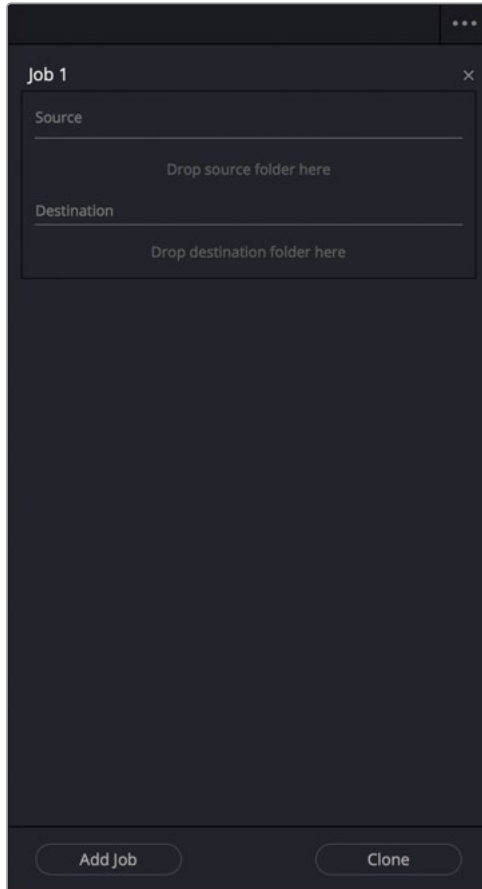 Job 1
Source
Drop source folder here
Destination
Drop destination folder here
Add Job
Clone